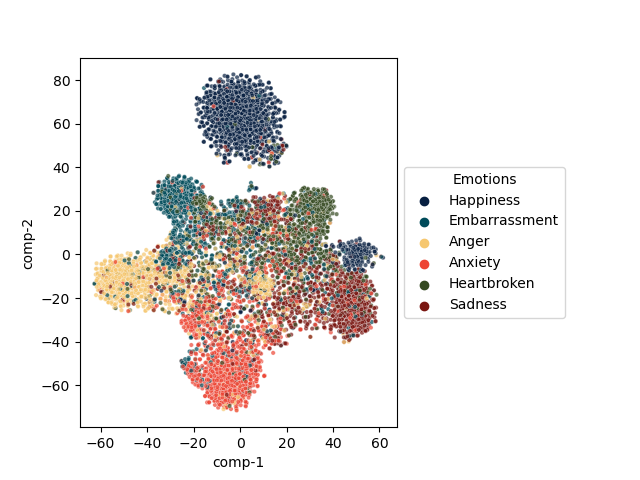 80
60
40
20
0
−20
−40
−60
comp-2
−60 −40 −20 0 20 40 60
comp-1
Emotions
Happiness
Embarrassment
Anger
Anxiety
Heartbroken
Sadness